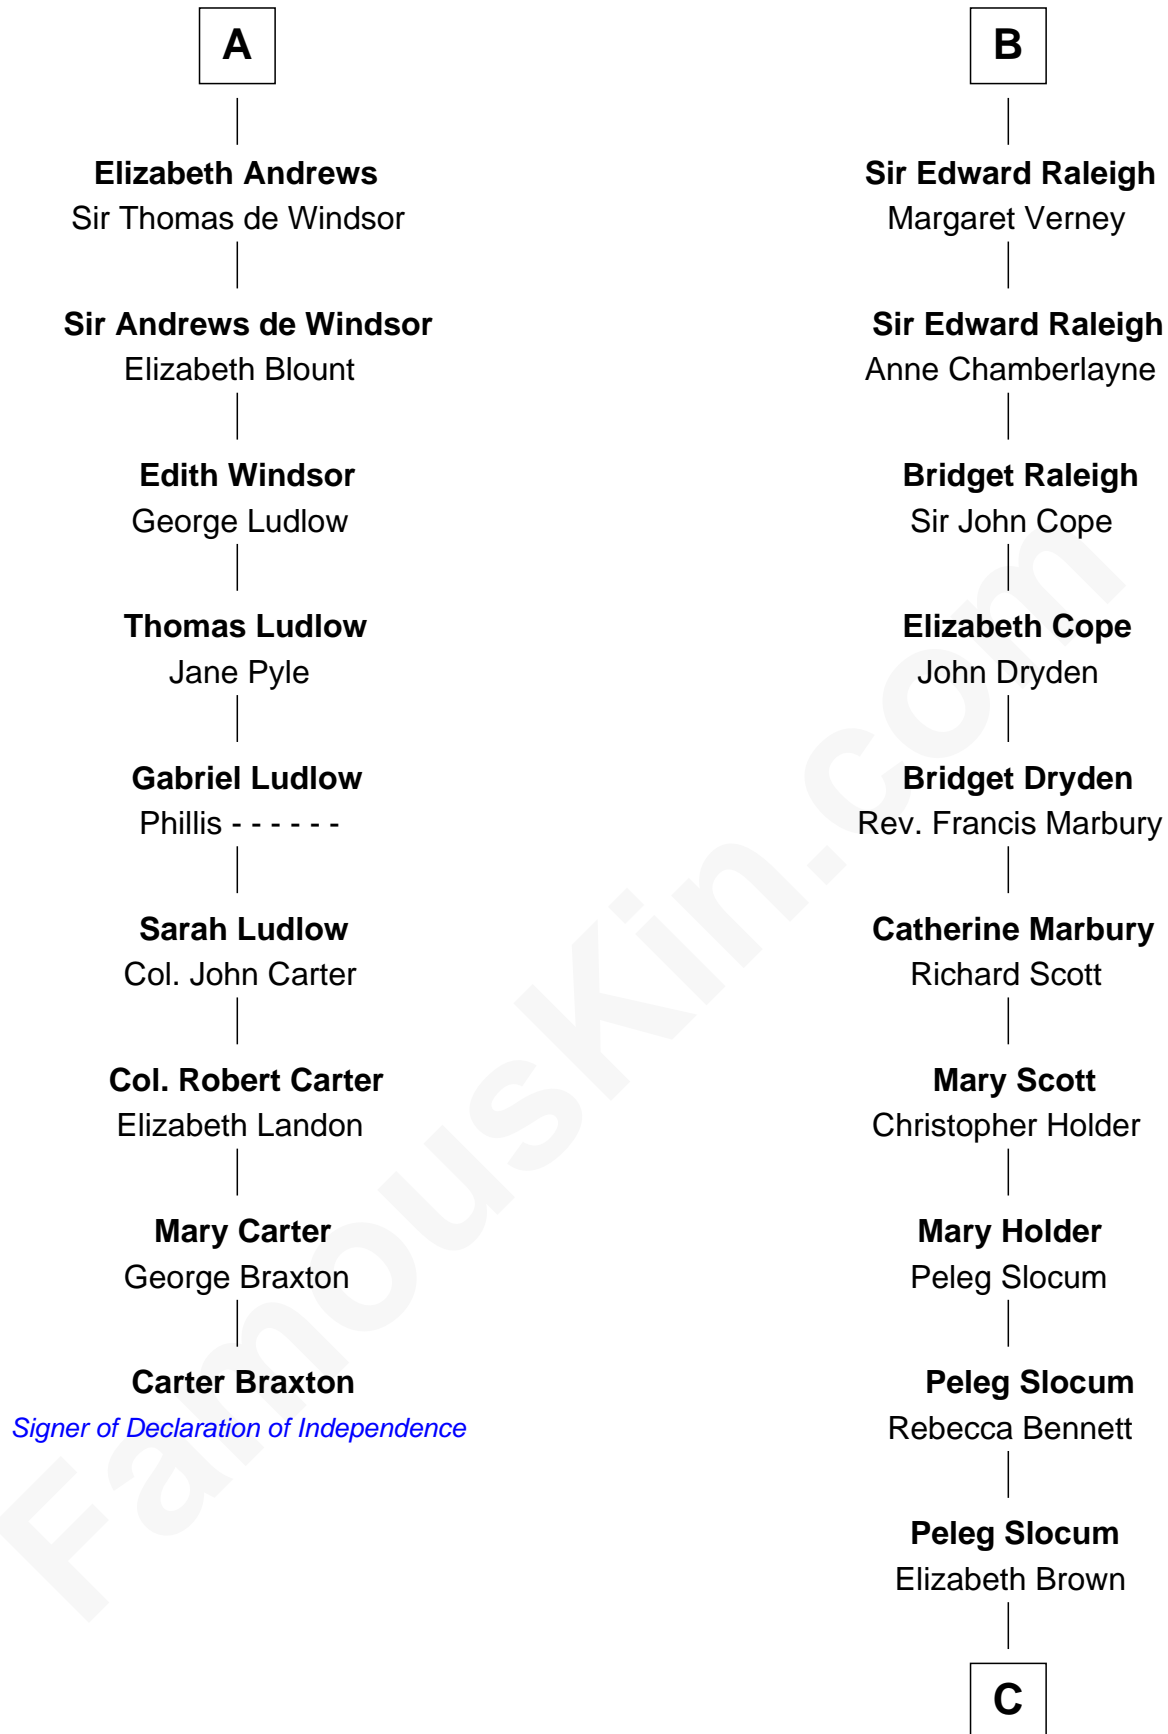 A
Elizabeth Andrews
Sir Thomas de Windsor
Sir Andrews de Windsor
Elizabeth Blount
Edith Windsor
George Ludlow
Thomas Ludlow
Jane Pyle
Gabriel Ludlow
Phillis - - - - - -
Sarah Ludlow
Col. John Carter
Col. Robert Carter
Elizabeth Landon
Mary Carter
George Braxton
Carter Braxton
Signer of Declaration of Independence
B
Sir Edward Raleigh
Margaret Verney
Sir Edward Raleigh
Anne Chamberlayne
Bridget Raleigh
Sir John Cope
Elizabeth Cope
John Dryden
Bridget Dryden
Rev. Francis Marbury
Catherine Marbury
Richard Scott
Mary Scott
Christopher Holder
Mary Holder
Peleg Slocum
Peleg Slocum
Rebecca Bennett
Peleg Slocum
Elizabeth Brown
C
FamousKin.com